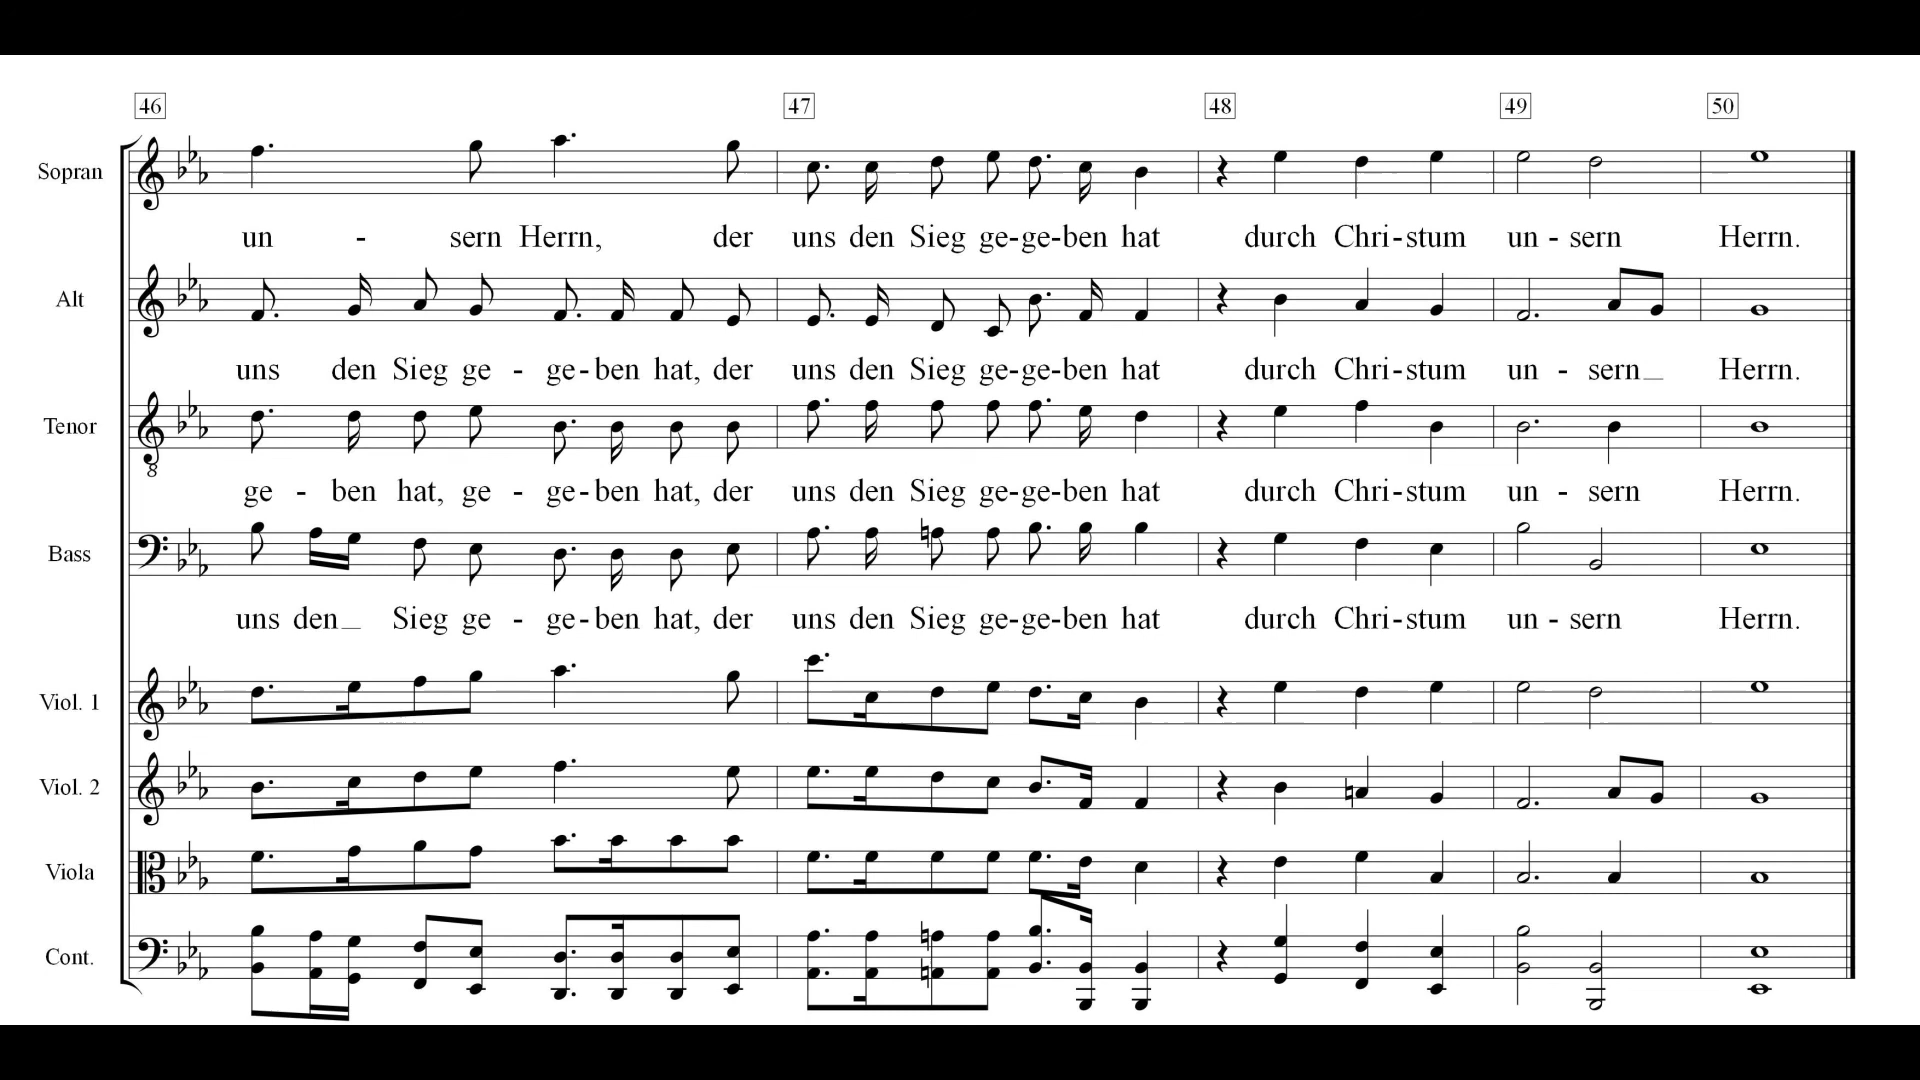 46 47 48 49 50
Sopran
un - sern Herrn, der uns den Sieg ge-ge-ben hat durch Chri-stum un - sern Herrn.
Alt
uns den Sieg ge - ge-ben hat, der uns den Sieg ge-ge-ben hat durch Chri-stum un - sern Herrn.
Tenor
8
ge - ben hat, ge - ge-ben hat, der uns den Sieg ge-ge-ben hat durch Chri-stum un - sern Herrn.
Bass
uns den Sieg ge - ge-ben hat, der uns den Sieg ge-ge-ben hat durch Chri-stum un - sern Herrn.
Viol. 1
Viol. 2
Viola
Cont.